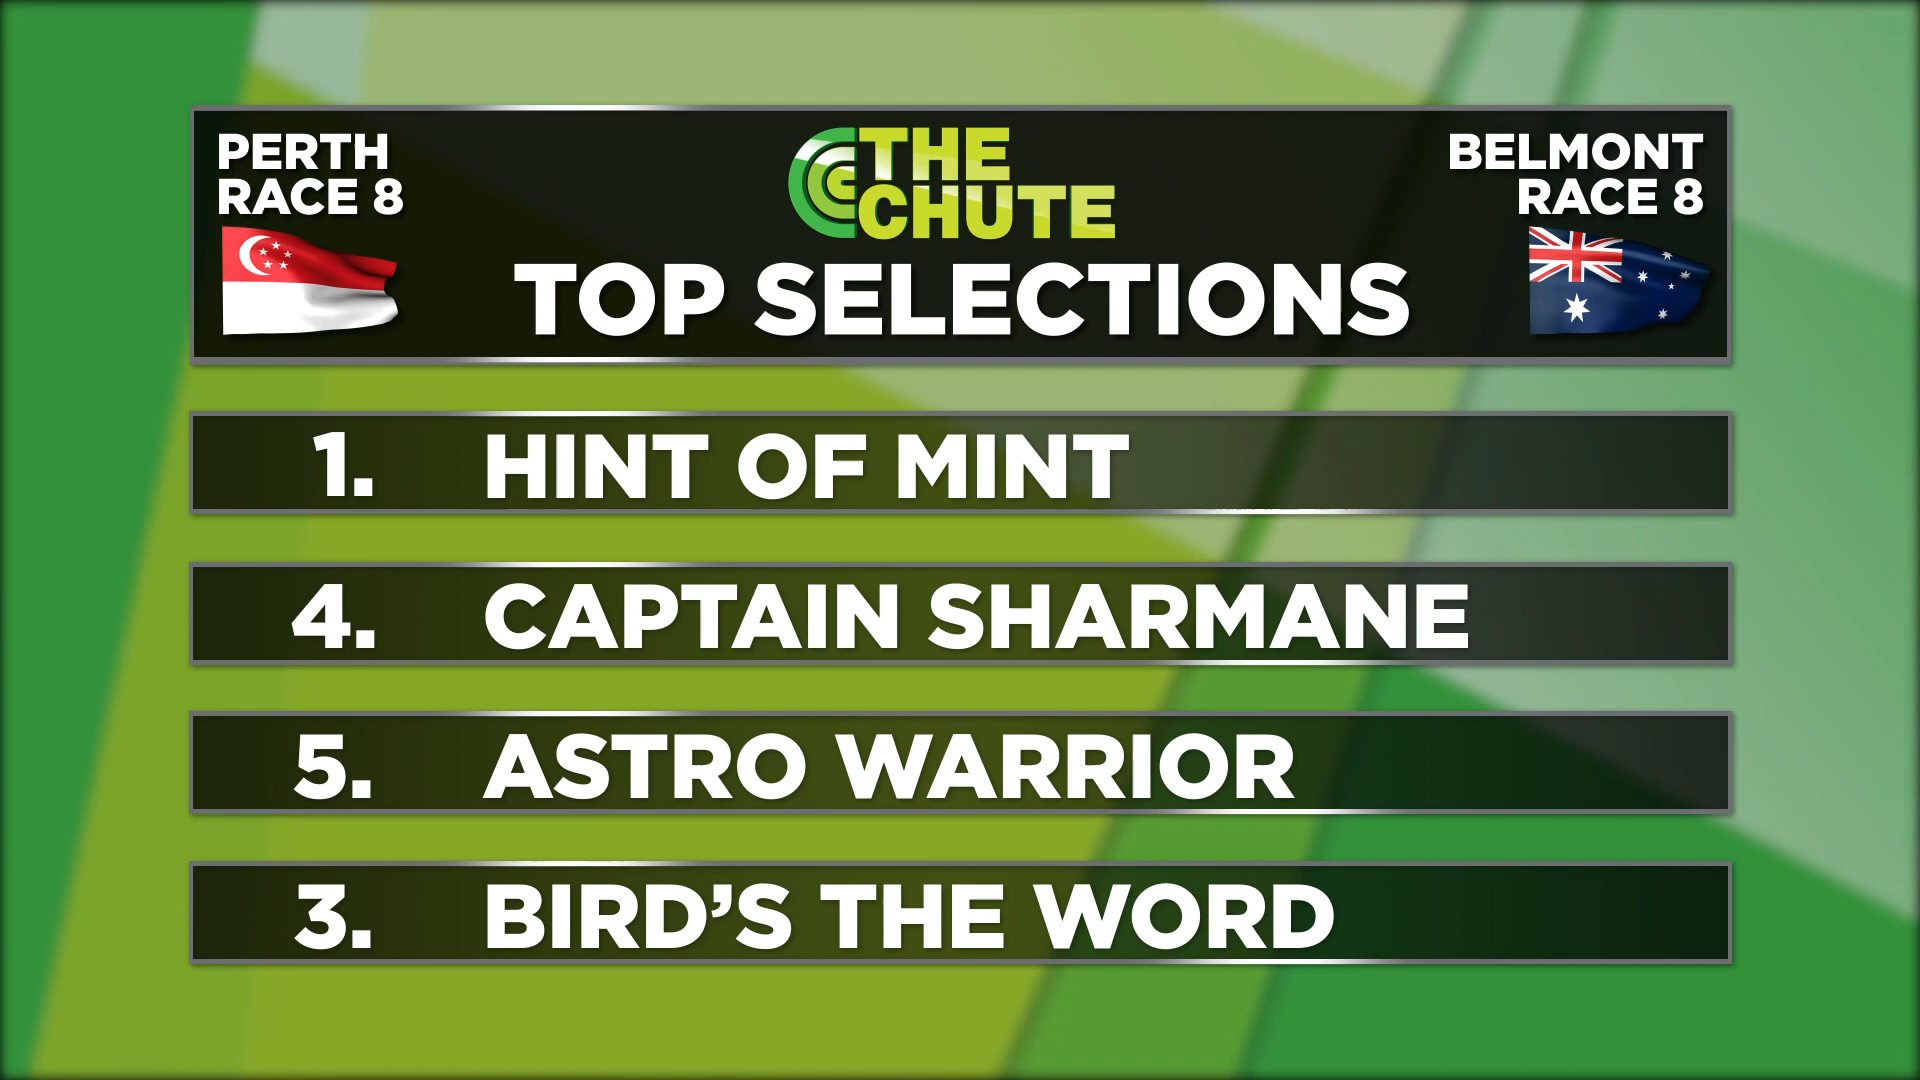 PERTH
RACE 8
THE
CHUTE
BELMONT
RACE 8
TOP SELECTIONS
1. HINT OF MINT
4. CAPTAIN SHARMANE
5. ASTRO WARRIOR
3. BIRD’S THE WORD